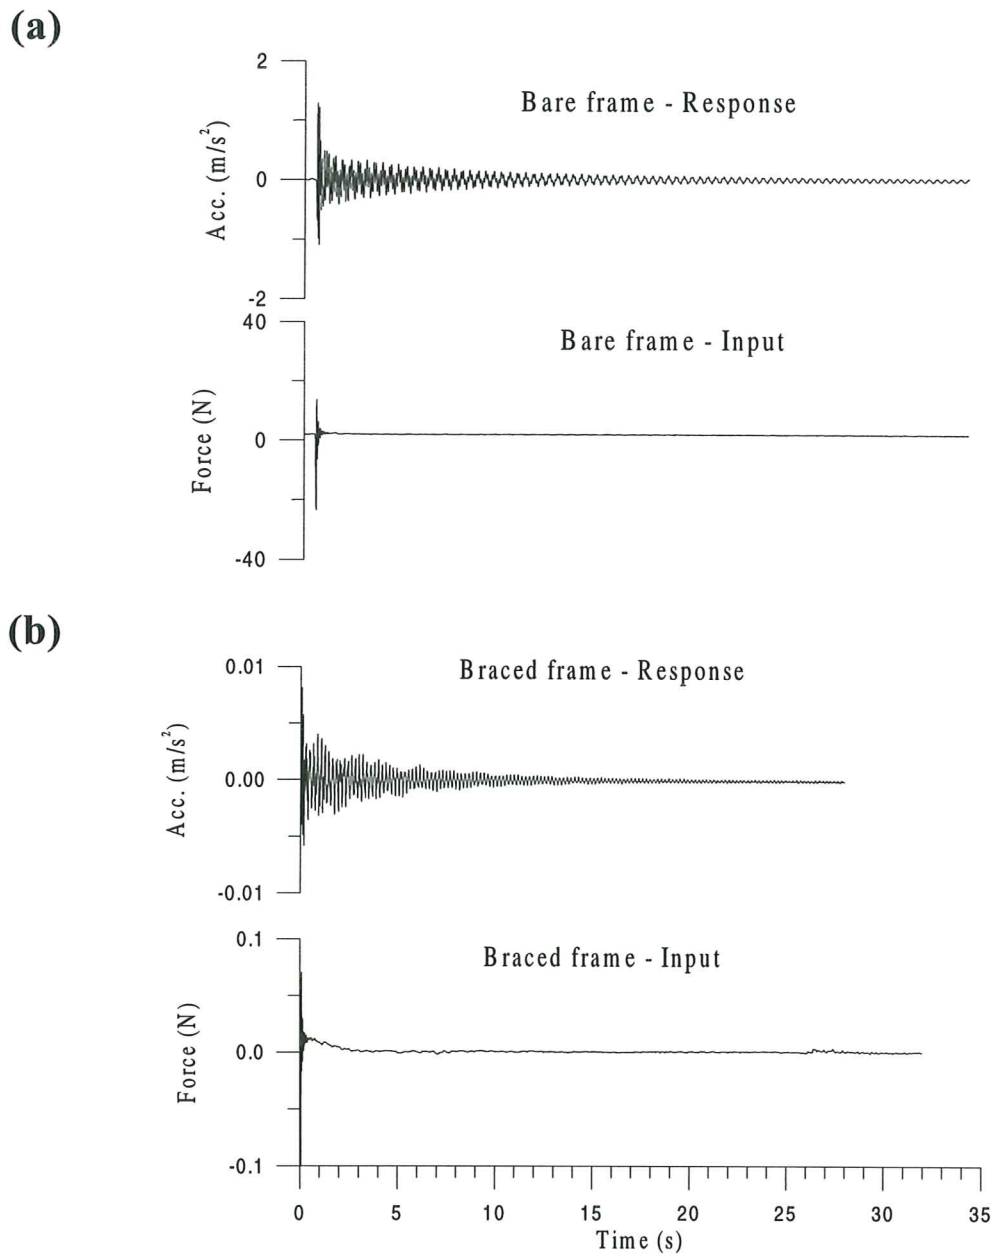 (a)
2
Bare frame - Response
Acc. (m/s²)
0
-2
40
Bare frame - Input
Force (N)
0
-40
(b)
0.01
Braced frame - Response
Acc. (m/s²)
0.00
-0.01
0.1
Braced frame - Input
Force (N)
0.0
-0.1
0 5 10 15 20 25 30 35
Time (s)